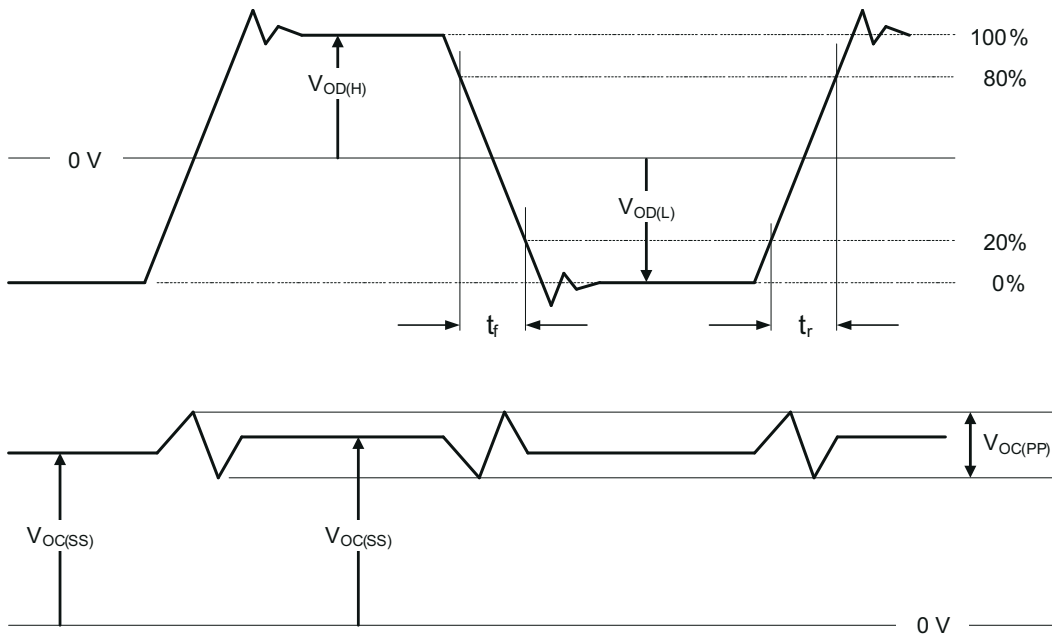 100%
V_OD(H)
80%
0 V
V_OD(L)
20%
0%
t_f
t_r
V_OC(PP)
V_OC(SS)
V_OC(SS)
0 V